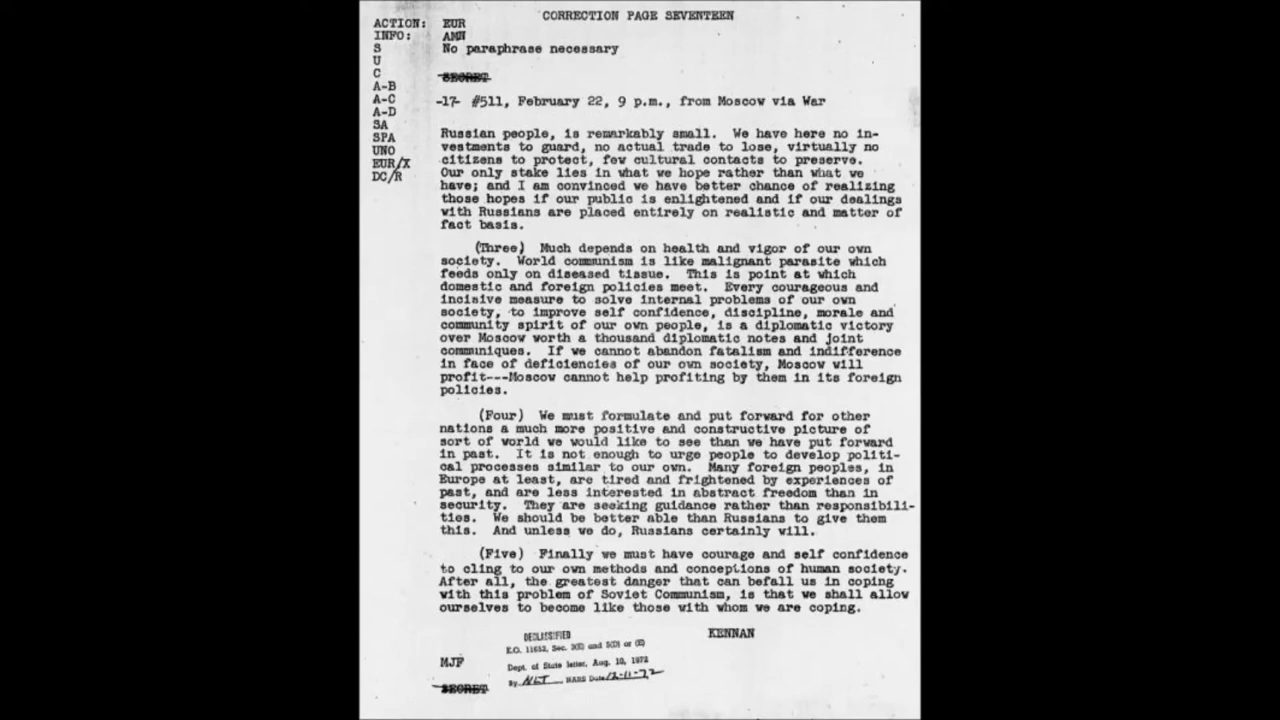 CORRECTION PAGE SEVENTEEN
ACTION: EUR
INFO: AMN
S No paraphrase necessary
U
C SECRET
A-B
A-C -17- #511, February 22, 9 p.m., from Moscow via War
A-D
SA
SPA
UNO
EUR/X
DC/R
Russian people, is remarkably small. We have here no in-
vestments to guard, no actual trade to lose, virtually no
citizens to protect, few cultural contacts to preserve.
Our only stake lies in what we hope rather than what we
have; and I am convinced we have better chance of realizing
those hopes if our public is enlightened and if our dealings
with Russians are placed entirely on realistic and matter of
fact basis.
(Three) Much depends on health and vigor of our own
society. World communism is like malignant parasite which
feeds only on diseased tissue. This is point at which
domestic and foreign policies meet. Every courageous and
incisive measure to solve internal problems of our own
society, to improve self confidence, discipline, morale and
community spirit of our own people, is a diplomatic victory
over Moscow worth a thousand diplomatic notes and joint
communiques. If we cannot abandon fatalism and indifference
in face of deficiencies of our own society, Moscow will
profit---Moscow cannot help profiting by them in its foreign
policies.
(Four) We must formulate and put forward for other
nations a much more positive and constructive picture of
sort of world we would like to see than we have put forward
in past. It is not enough to urge people to develop politi-
cal processes similar to our own. Many foreign peoples, in
Europe at least, are tired and frightened by experiences of
past, and are less interested in abstract freedom than in
security. They are seeking guidance rather than responsibili-
ties. We should be better able than Russians to give them
this. And unless we do, Russians certainly will.
(Five) Finally we must have courage and self confidence
to cling to our own methods and conceptions of human society.
After all, the greatest danger that can befall us in coping
with this problem of Soviet Communism, is that we shall allow
ourselves to become like those with whom we are coping.
KENNAN
DECLASSIFIED
E.O. 11652, Sec. 3(E) and 5(D) or (E)
MJF
Dept. of State letter, Aug. 10, 1972
By NLT NARS Date 12-11-72
SECRET